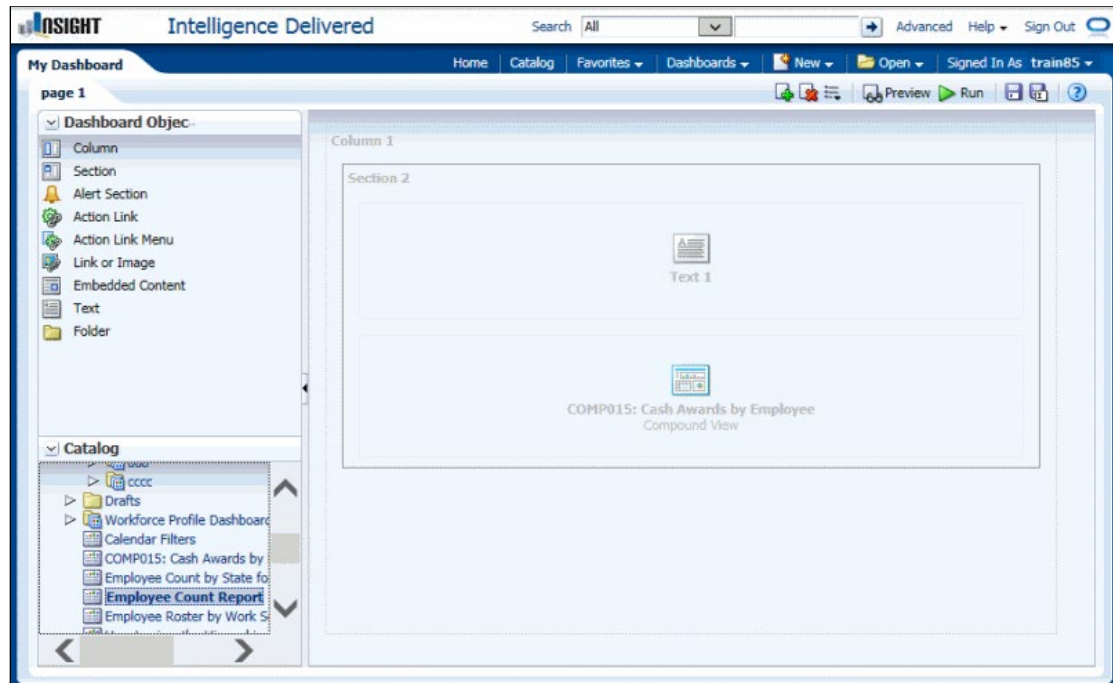 INSIGHT Intelligence Delivered Search All Advanced Help Sign Out
My Dashboard Home Catalog Favorites Dashboards New Open Signed In As train85
page 1 Preview Run
Dashboard Objec..
Column
Section
Alert Section
Action Link
Action Link Menu
Link or Image
Embedded Content
Text
Folder
Catalog
cccc
Drafts
Workforce Profile Dashboard
Calendar Filters
COMP015: Cash Awards by
Employee Count by State fo
Employee Count Report
Employee Roster by Work S
Column 1
Section 2
Text 1
COMP015: Cash Awards by Employee
Compound View